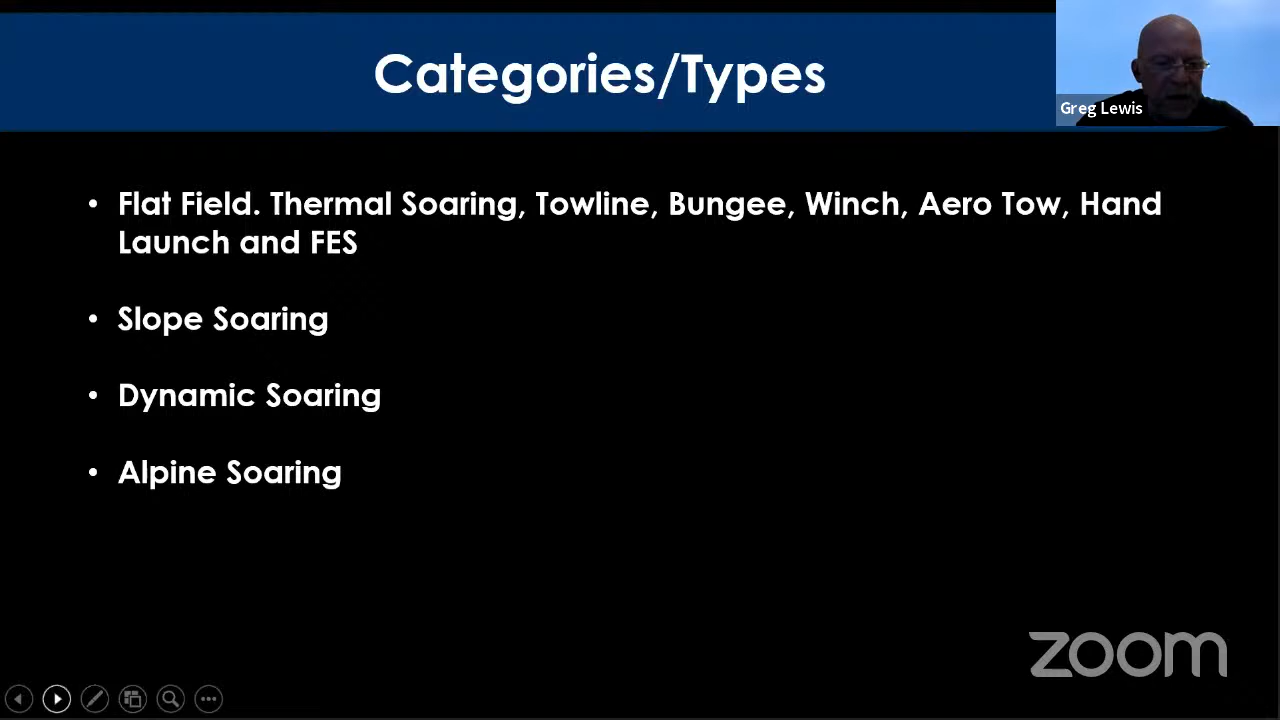 Categories/Types
Greg Lewis
• Flat Field. Thermal Soaring, Towline, Bungee, Winch, Aero Tow, Hand
Launch and FES
• Slope Soaring
• Dynamic Soaring
• Alpine Soaring
zoom